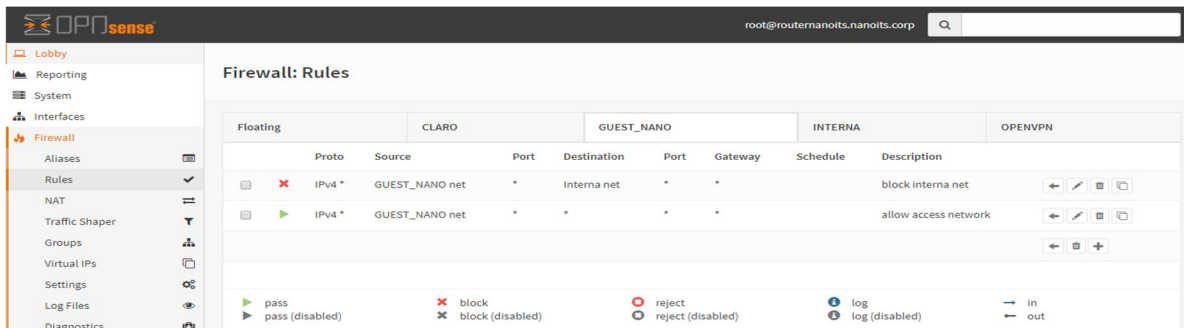 OPNsense
root@routernanoits.nanoits.corp
Lobby
Reporting
System
Interfaces
Firewall
Aliases
Rules
NAT
Traffic Shaper
Groups
Virtual IPs
Settings
Log Files
Diagnostics
Firewall: Rules
Floating CLARO GUEST_NANO INTERNA OPENVPN
Proto Source Port Destination Port Gateway Schedule Description
IPv4 * GUEST_NANO net * Interna net * * block interna net
IPv4 * GUEST_NANO net * * * * allow access network
pass block reject log in
pass (disabled) block (disabled) reject (disabled) log (disabled) out